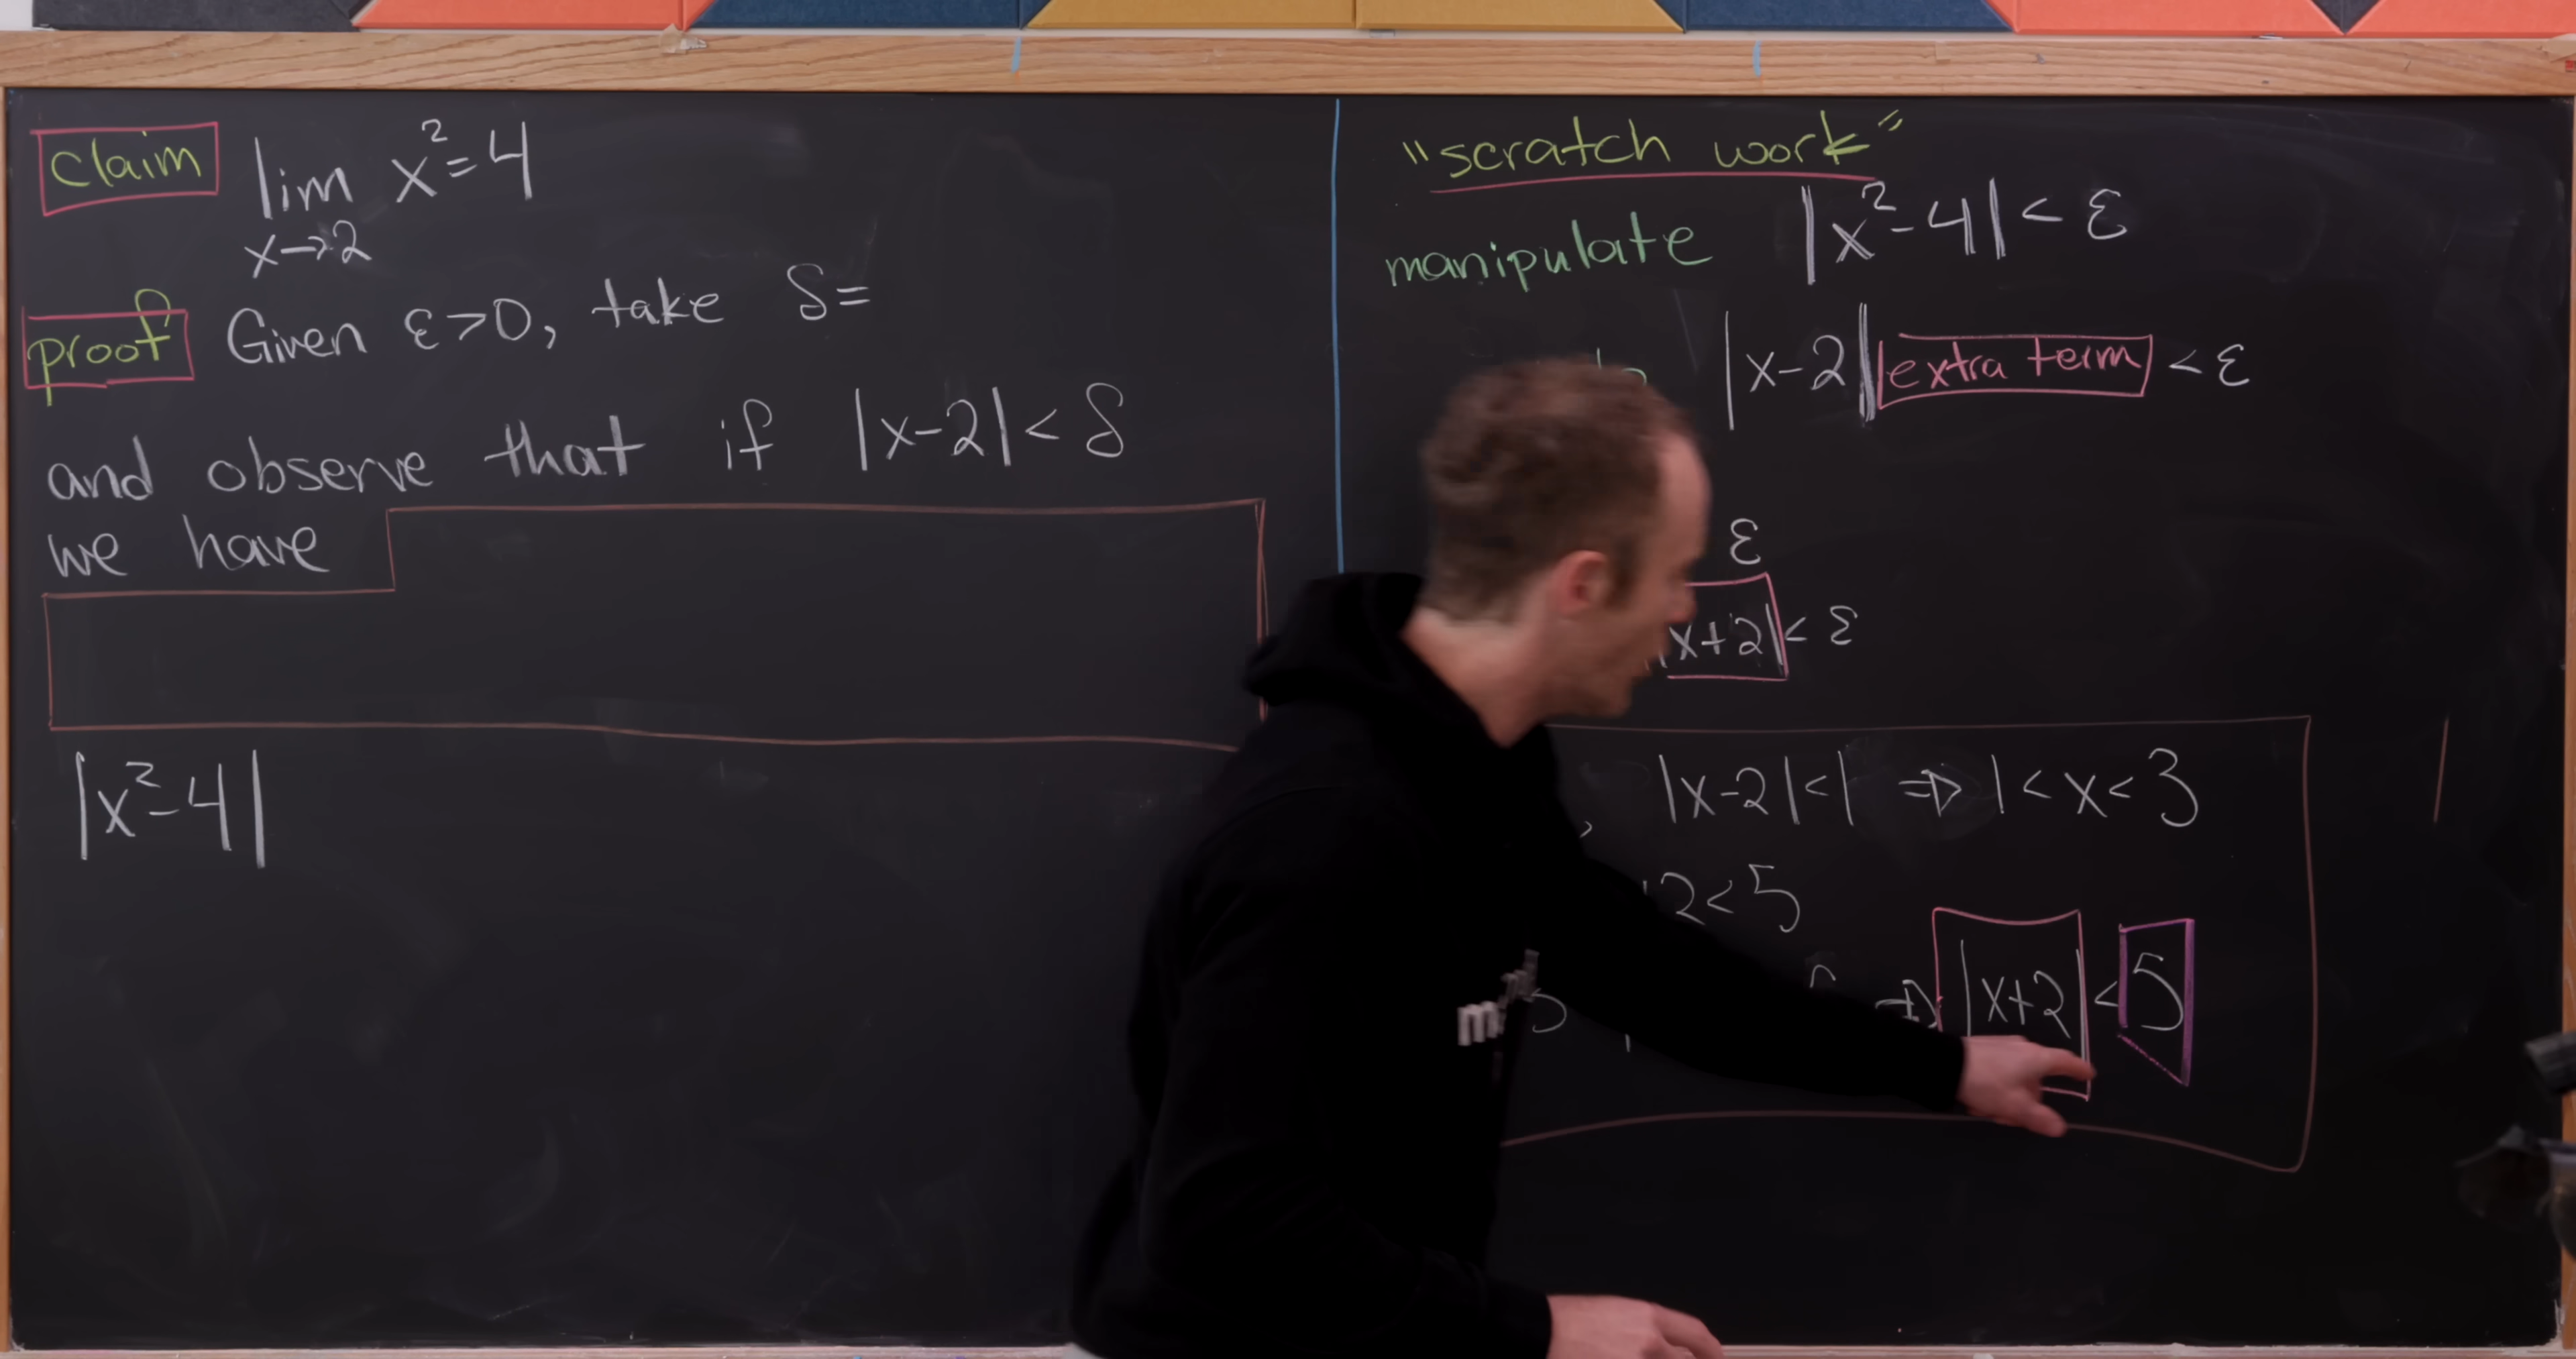 Claim lim x² = 4
x→2
proof Given ε>0, take δ=
and observe that if |x-2| < δ
we have
|x²-4|
"scratch work"
manipulate |x²-4| < ε
|x-2| extra term < ε
ε
x+2| < ε
, |x-2| < 1 ⇒ 1 < x < 3
2 < 5
⇒ |x+2| < 5
m